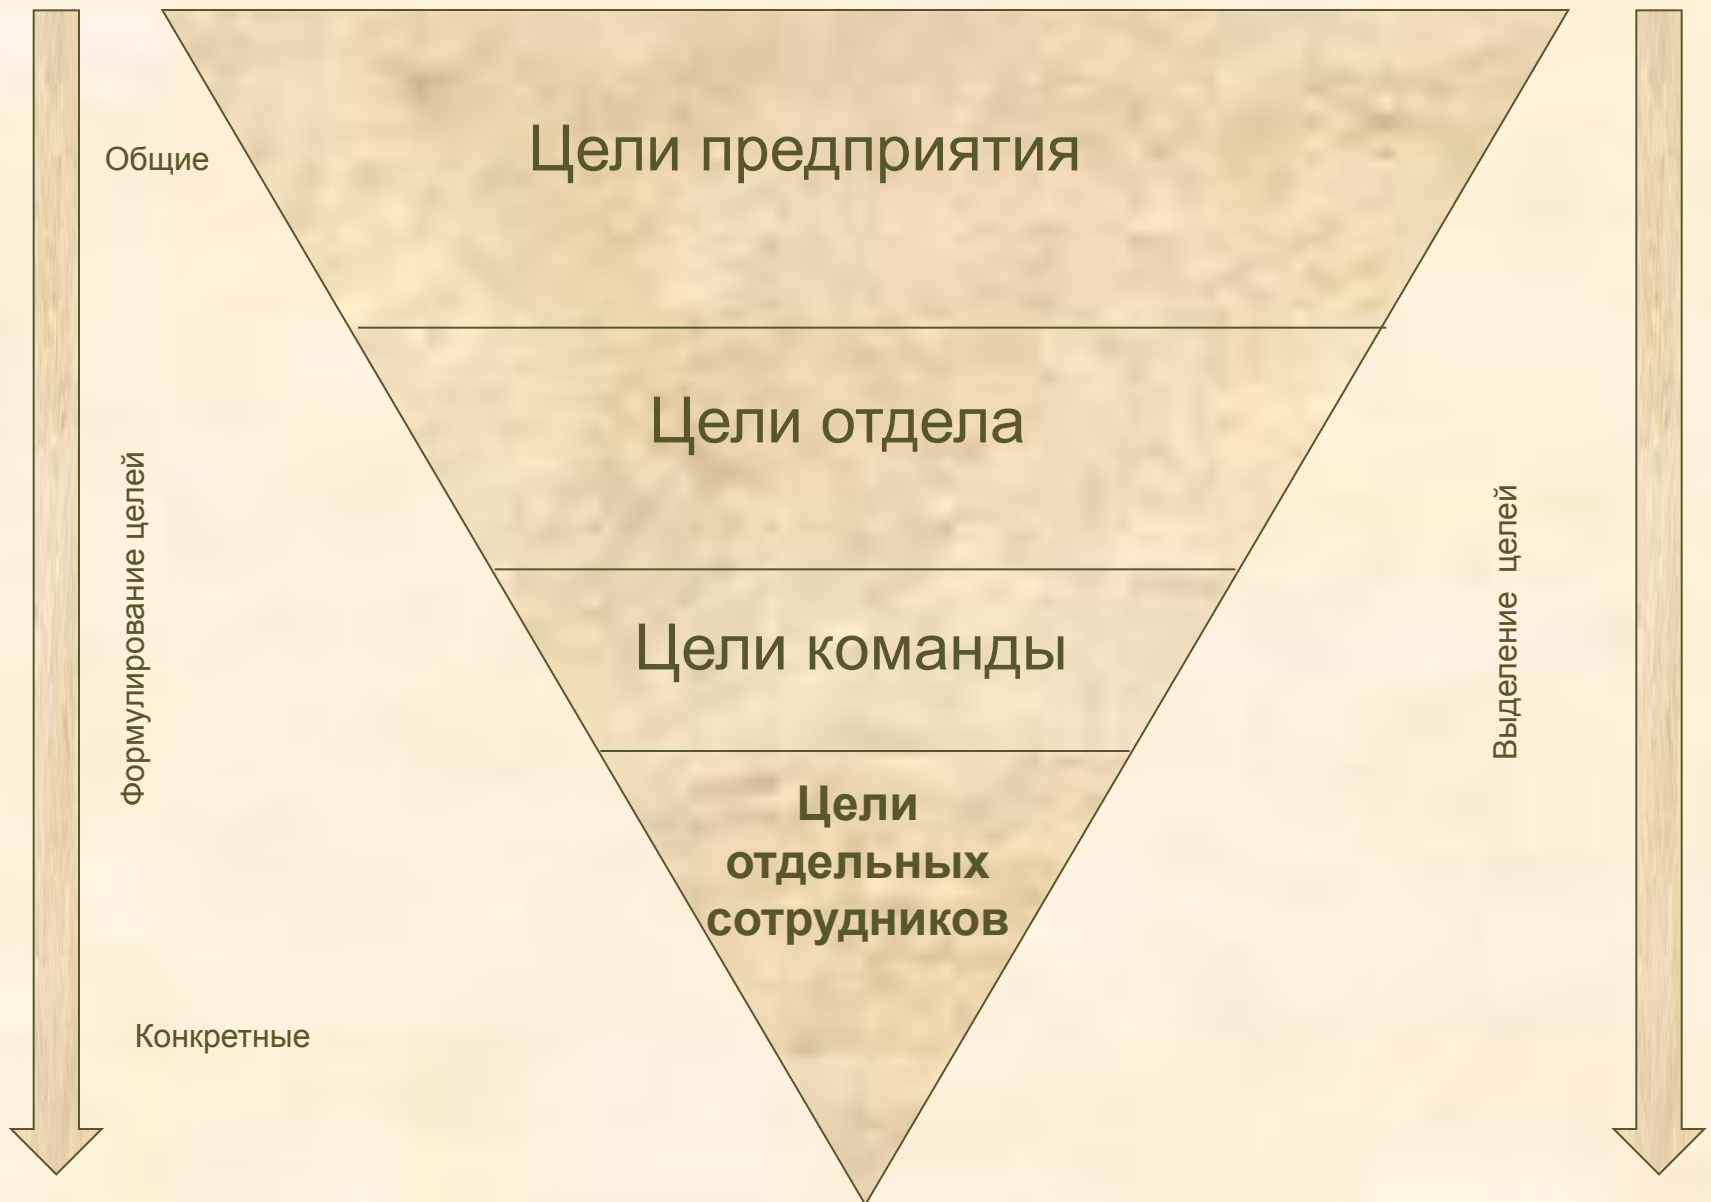 Общие
Цели предприятия
Цели отдела
Формулирование целей
Выделение целей
Цели команды
Цели
отдельных
сотрудников
Конкретные